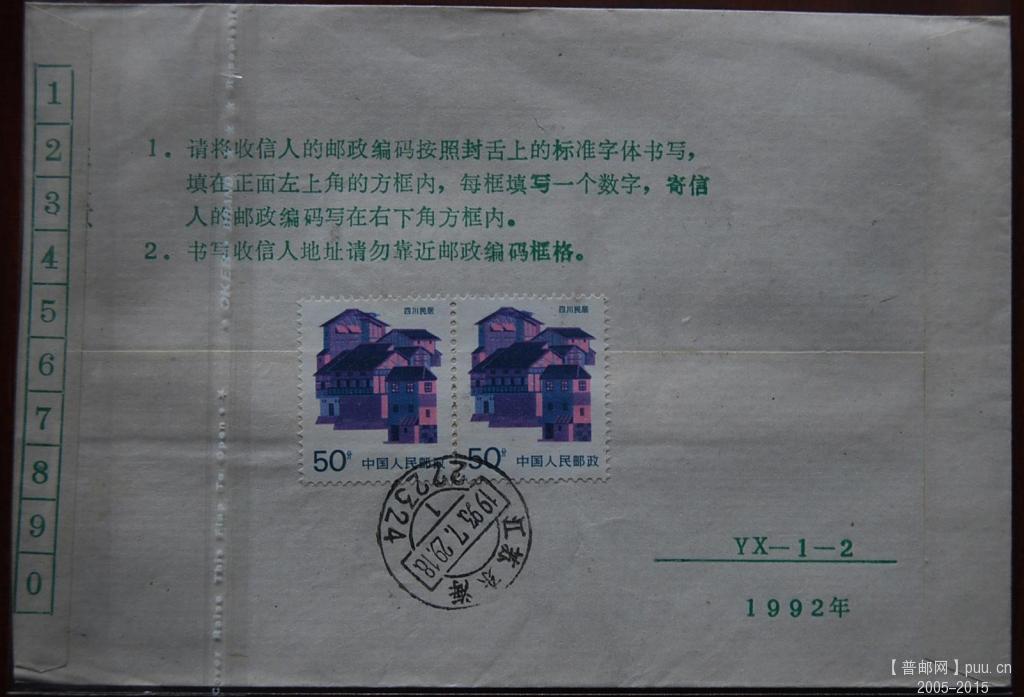 1
2
3
4
5
6
7
8
9
0
1. 请将收信人的邮政编码按照封舌上的标准字体书写,
填在正面左上角的方框内, 每框填写一个数字, 寄信
人的邮政编码写在右下角方框内。
2. 书写收信人地址请勿靠近邮政编码框格。
四川民居
四川民居
50分 中国人民邮政
50分 中国人民邮政
222324
1
1993.7.29.18
江苏东海
YX-1-2
1992年
【普邮网】puu.cn
2005-2015